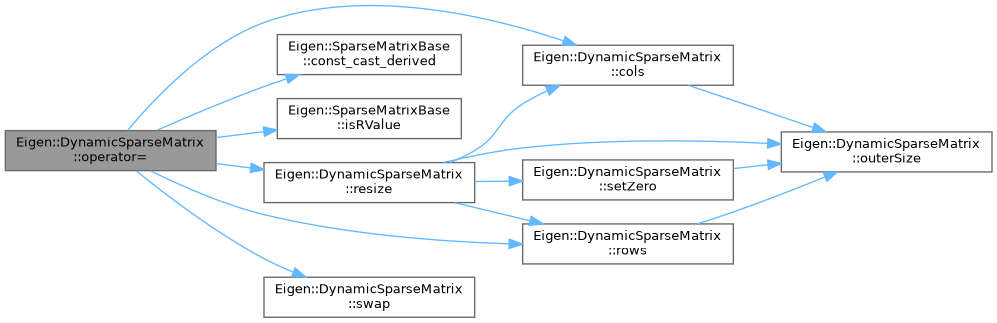 Eigen::DynamicSparseMatrix
::operator=
Eigen::SparseMatrixBase
::const_cast_derived
Eigen::SparseMatrixBase
::isRValue
Eigen::DynamicSparseMatrix
::resize
Eigen::DynamicSparseMatrix
::swap
Eigen::DynamicSparseMatrix
::cols
Eigen::DynamicSparseMatrix
::setZero
Eigen::DynamicSparseMatrix
::rows
Eigen::DynamicSparseMatrix
::outerSize